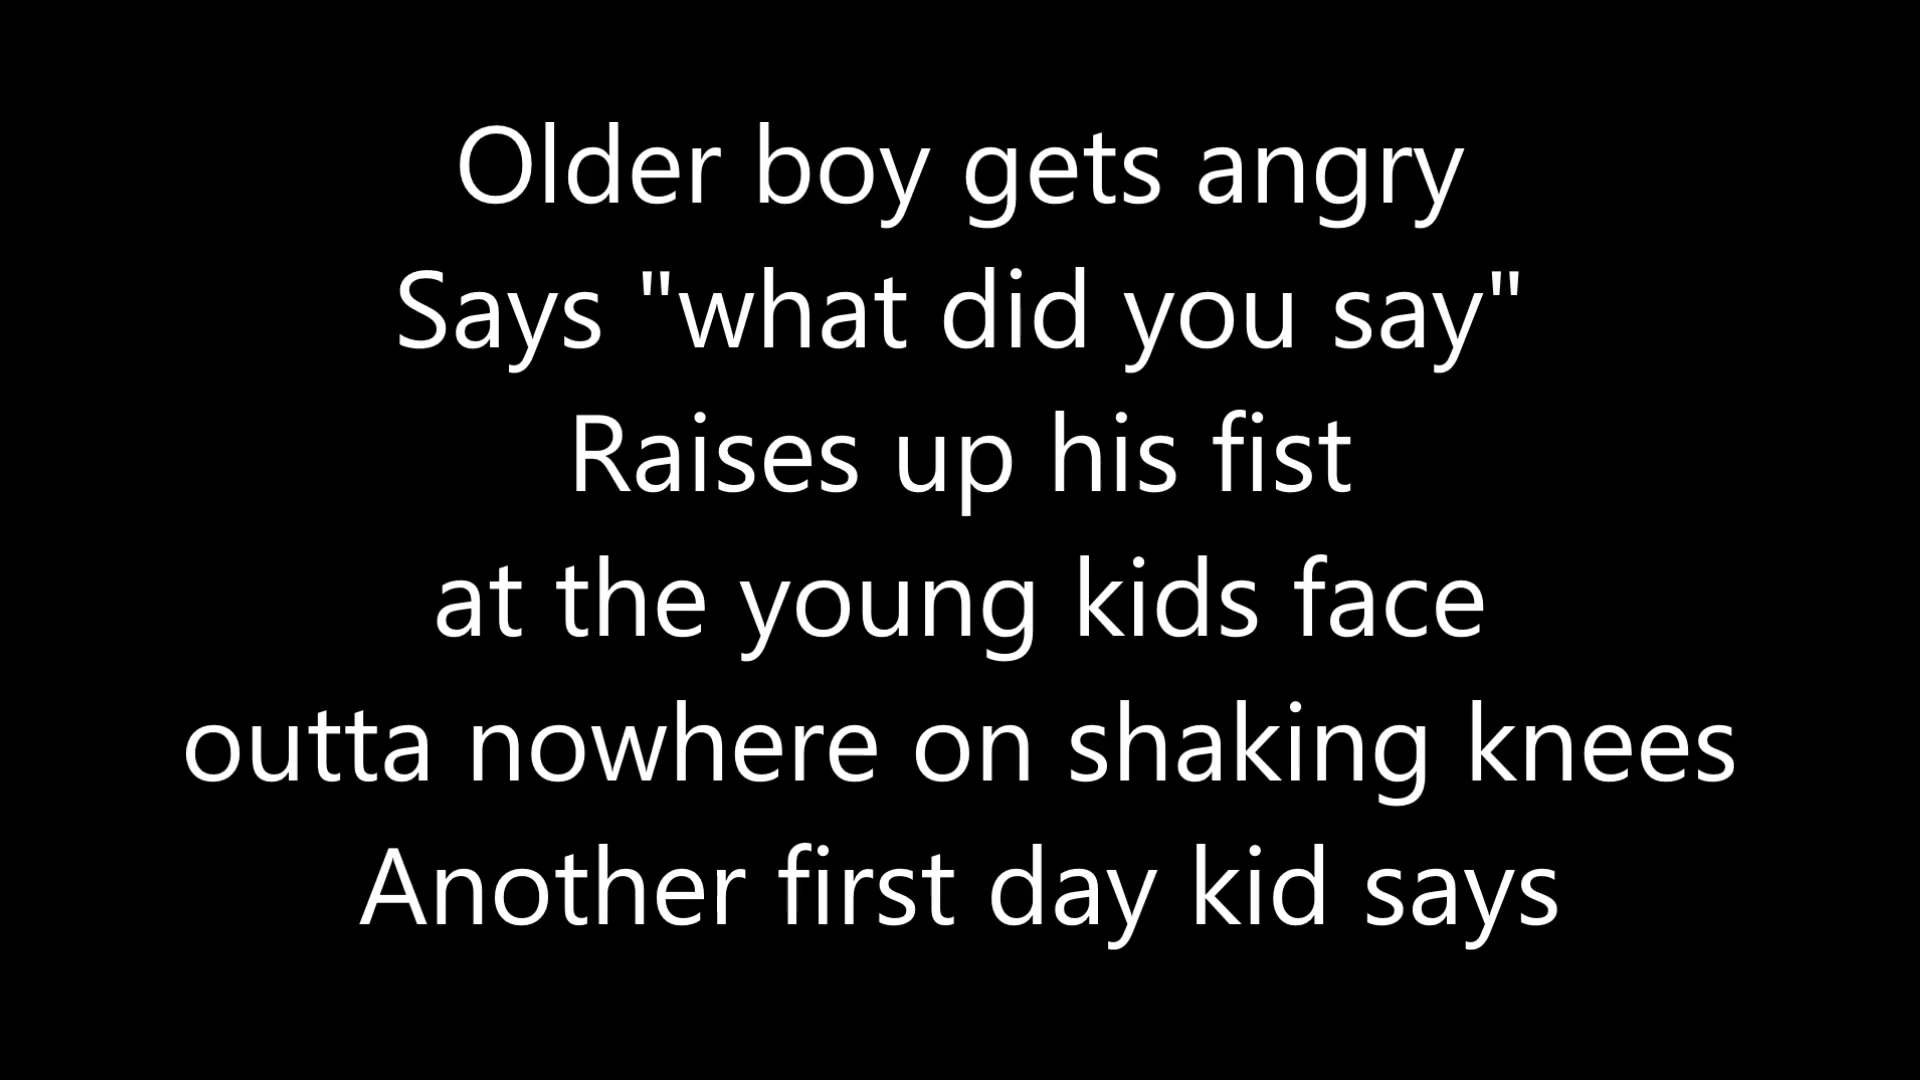 Older boy gets angry
Says "what did you say"
Raises up his fist
at the young kids face
outta nowhere on shaking knees
Another first day kid says